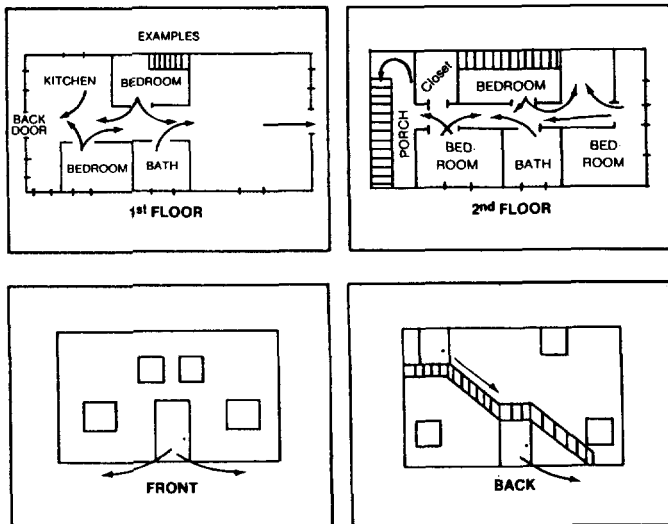 EXAMPLES
KITCHEN
BEDROOM
BACK
DOOR
BEDROOM
BATH
1st FLOOR
Closet
BEDROOM
PORCH
BED-
ROOM
BATH
BED-
ROOM
2nd FLOOR
FRONT
BACK